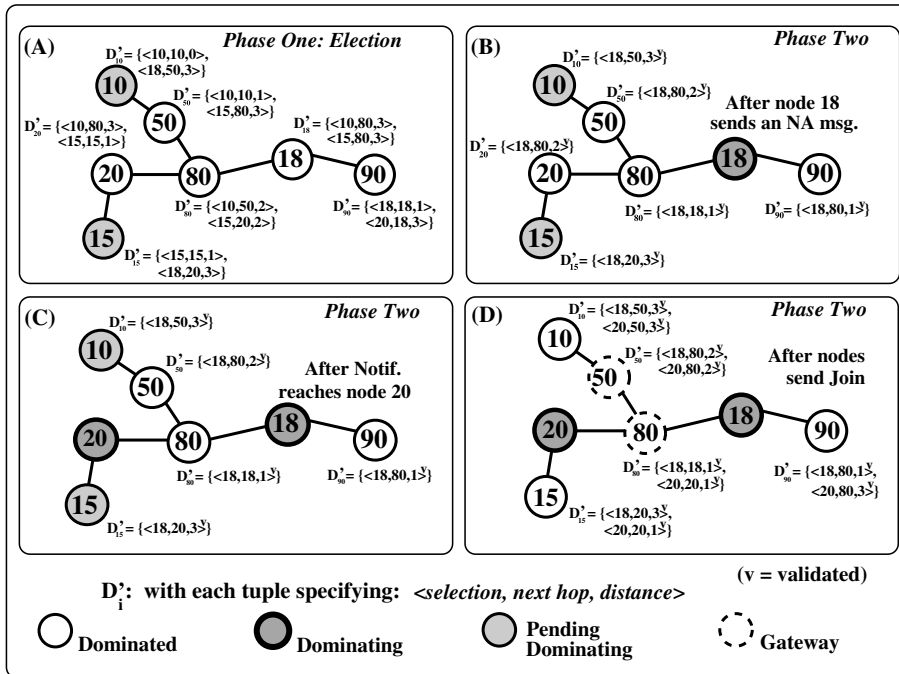 (A)
Phase One: Election
D'10= {<10,10,0>,
<18,50,3>}
10
D'50= {<10,10,1>,
<15,80,3>}
50
D'20= {<10,80,3>,
<15,15,1>}
D'18= {<10,80,3>,
<15,80,3>}
20
80
18
90
D'80= {<10,50,2>,
<15,20,2>}
D'90= {<18,18,1>,
<20,18,3>}
15
D'15= {<15,15,1>,
<18,20,3>}
(B)
Phase Two
D'10= {<18,50,3>v}
10
D'50= {<18,80,2>v}
50
After node 18
sends an NA msg.
D'20= {<18,80,2>v}
20
80
18
90
D'80= {<18,18,1>v}
D'90= {<18,80,1>v}
15
D'15= {<18,20,3>v}
(C)
Phase Two
D'10= {<18,50,3>v}
10
D'50= {<18,80,2>v}
50
After Notif.
reaches node 20
20
80
18
90
D'80= {<18,18,1>v}
D'90= {<18,80,1>v}
15
D'15= {<18,20,3>v}
(D)
Phase Two
D'10= {<18,50,3>v,
<20,50,3>v}
10
D'50= {<18,80,2>v,
<20,80,2>v}
50
After nodes
send Join
20
80
18
90
D'80= {<18,18,1>v,
<20,20,1>v}
D'90= {<18,80,1>v,
<20,80,3>v}
15
D'15= {<18,20,3>v,
<20,20,1>v}
(v = validated)
D'i: with each tuple specifying: <selection, next hop, distance>
Dominated
Dominating
Pending
Dominating
Gateway